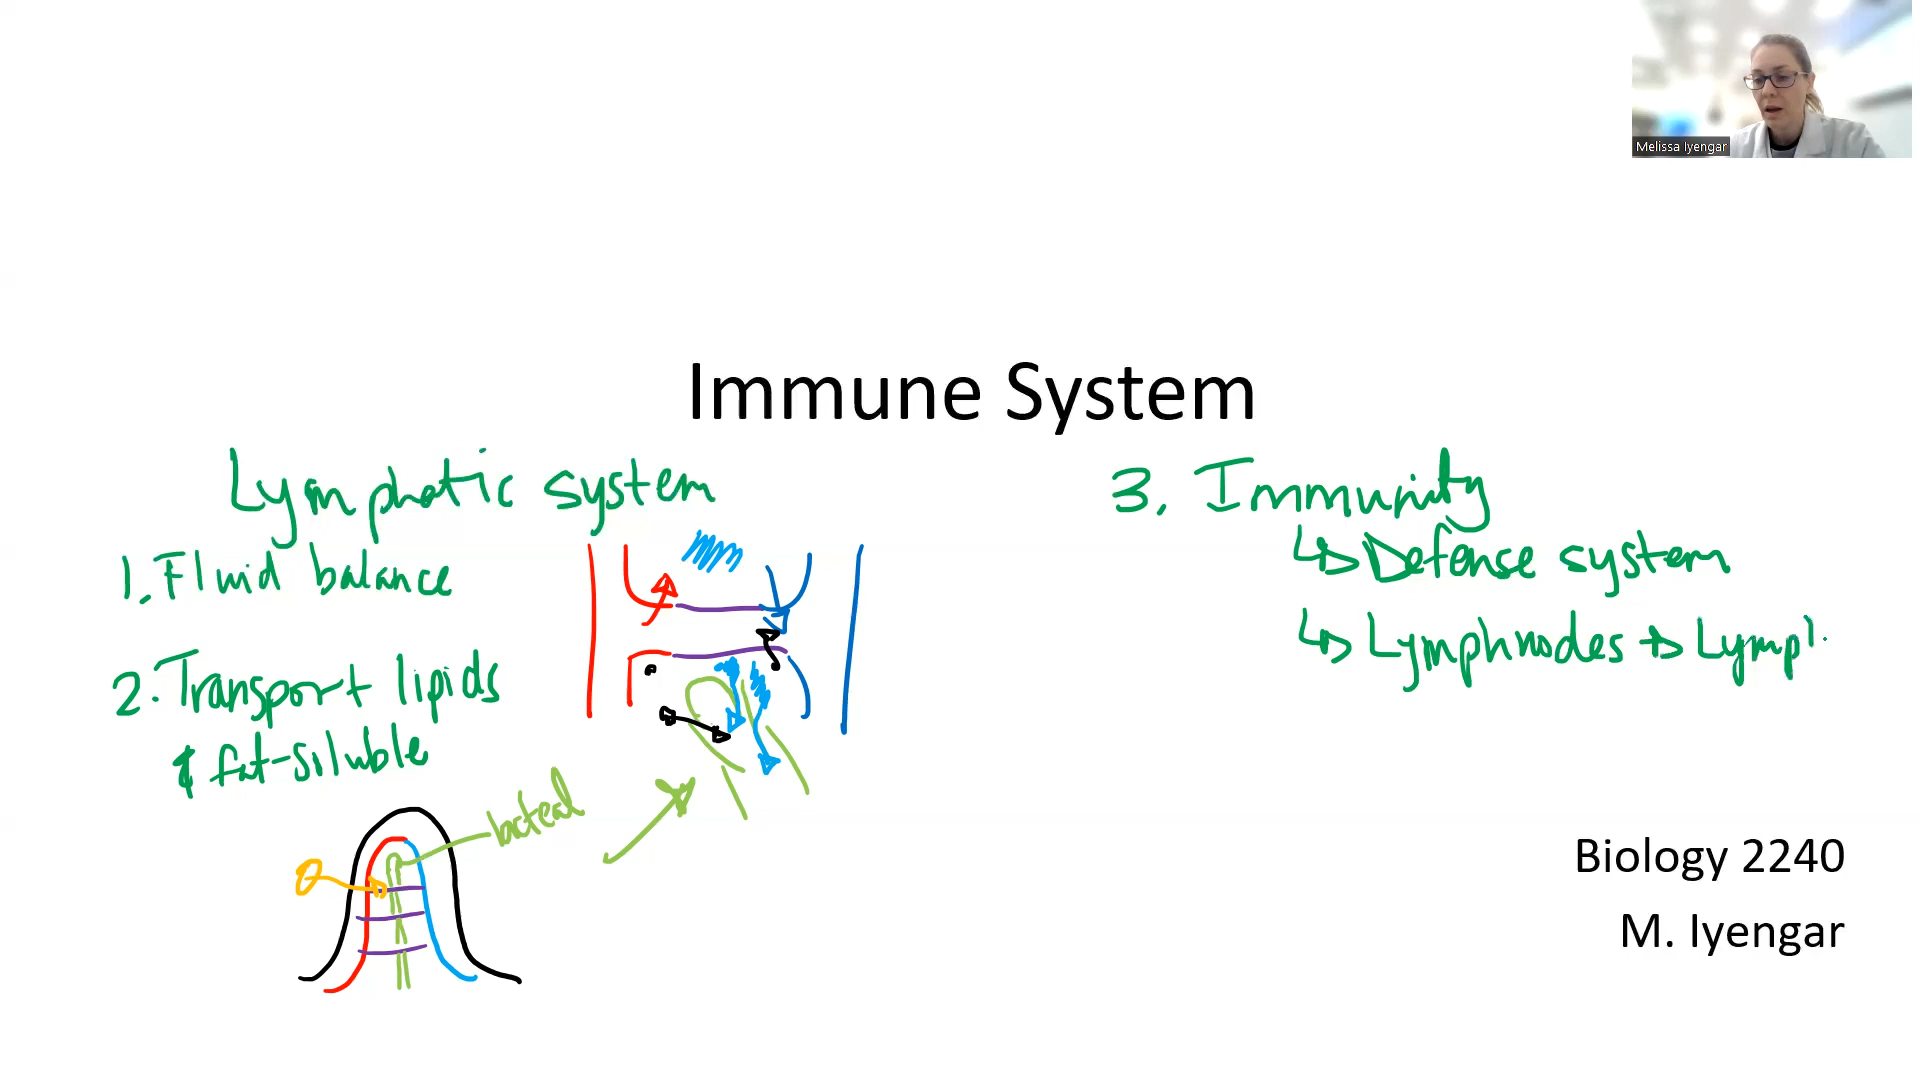 Melissa Iyengar
Immune System
Lymphatic system
1. Fluid balance
2. Transport lipids
& fat-soluble
lacteal
3. Immunity
↳ Defense system
↳ Lymphnodes →
Biology 2240
M. Iyengar